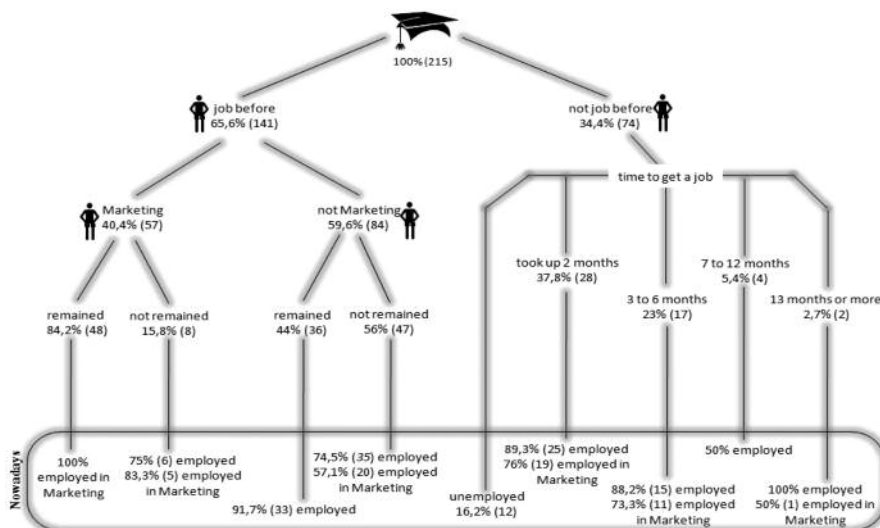 100% (215)
job before
65,6% (141)
not job before
34,4% (74)
time to get a job
Marketing
40,4% (57)
not Marketing
59,6% (84)
took up 2 months
37,8% (28)
7 to 12 months
5,4% (4)
remained
84,2% (48)
not remained
15,8% (8)
remained
44% (36)
not remained
56% (47)
3 to 6 months
23% (17)
13 months or more
2,7% (2)
Nowadays
100%
employed in
Marketing
75% (6) employed
83,3% (5) employed
in Marketing
91,7% (33) employed
74,5% (35) employed
57,1% (20) employed
in Marketing
unemployed
16,2% (12)
89,3% (25) employed
76% (19) employed in
Marketing
88,2% (15) employed
73,3% (11) employed
in Marketing
50% employed
100% employed
50% (1) employed in
Marketing